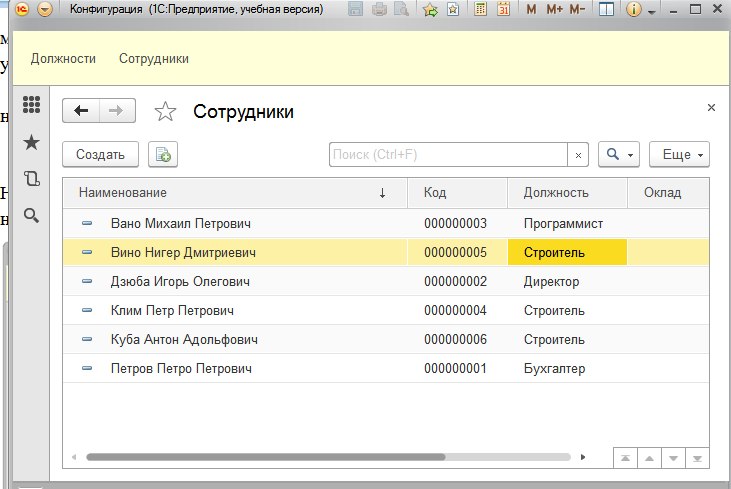 Конфигурация (1С:Предприятие, учебная версия) M M+ M-
Должности Сотрудники
Сотрудники
Создать Поиск (Ctrl+F) Еще
Наименование Код Должность Оклад
Вано Михаил Петрович 000000003 Программист
Вино Нигер Дмитриевич 000000005 Строитель
Дзюба Игорь Олегович 000000002 Директор
Клим Петр Петрович 000000004 Строитель
Куба Антон Адольфович 000000006 Строитель
Петров Петро Петрович 000000001 Бухгалтер